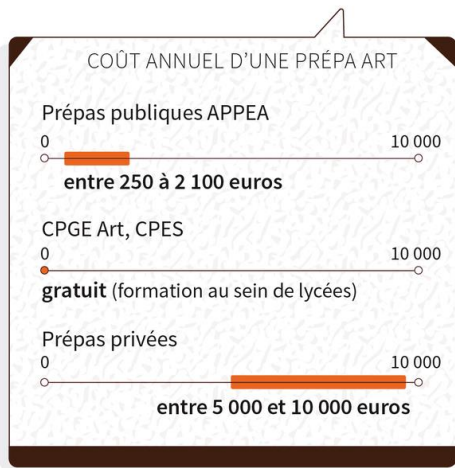 COÛT ANNUEL D’UNE PRÉPA ART
Prépas publiques APPEA
0 10 000
entre 250 à 2 100 euros
CPGE Art, CPES
0 10 000
gratuit (formation au sein de lycées)
Prépas privées
0 10 000
entre 5 000 et 10 000 euros